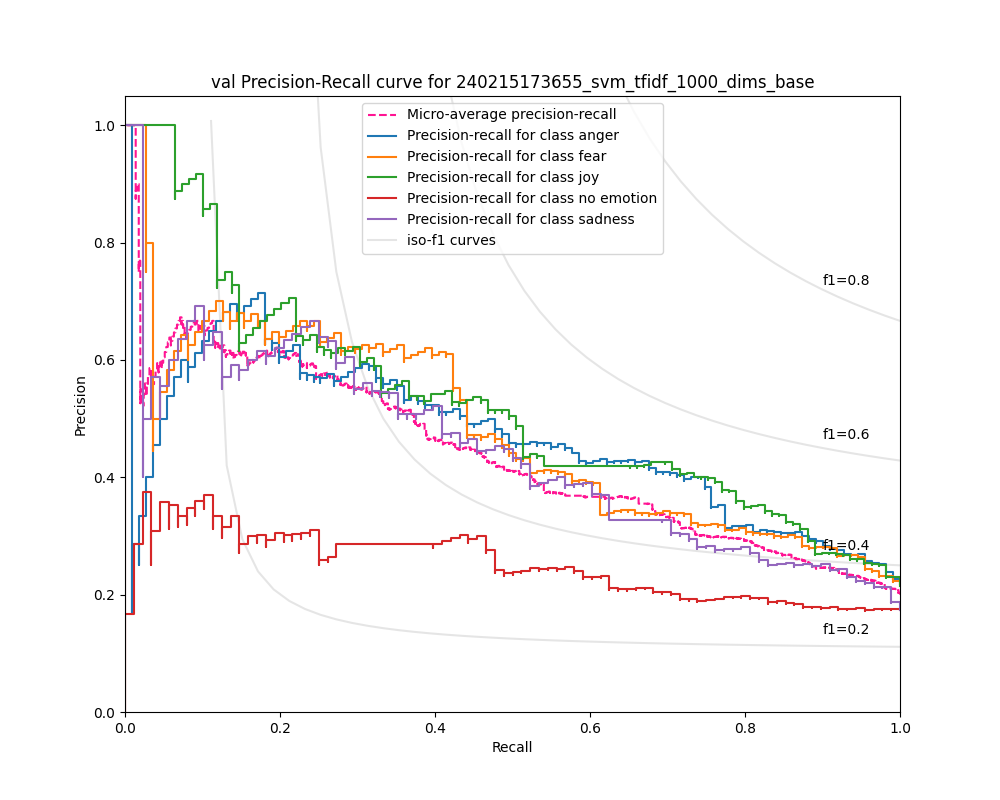 val Precision-Recall curve for 240215173655_svm_tfidf_1000_dims_base
Micro-average precision-recall
Precision-recall for class anger
Precision-recall for class fear
Precision-recall for class joy
Precision-recall for class no emotion
Precision-recall for class sadness
iso-f1 curves
1.0
0.8
0.6
0.4
0.2
0.0
Precision
f1=0.8
f1=0.6
f1=0.4
f1=0.2
0.0 0.2 0.4 0.6 0.8 1.0
Recall